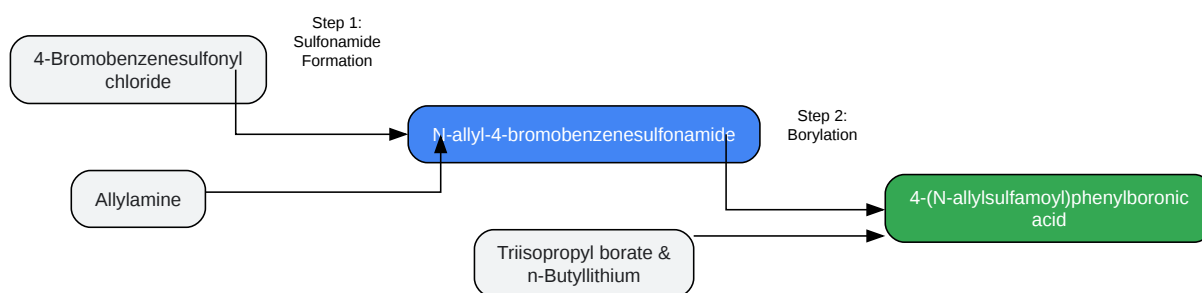 Step 1:
Sulfonamide
Formation
4-Bromobenzenesulfonyl
chloride
N-allyl-4-bromobenzenesulfonamide
Step 2:
Borylation
Allylamine
4-(N-allylsulfamoyl)phenylboronic
acid
Triisopropyl borate &
n-Butyllithium